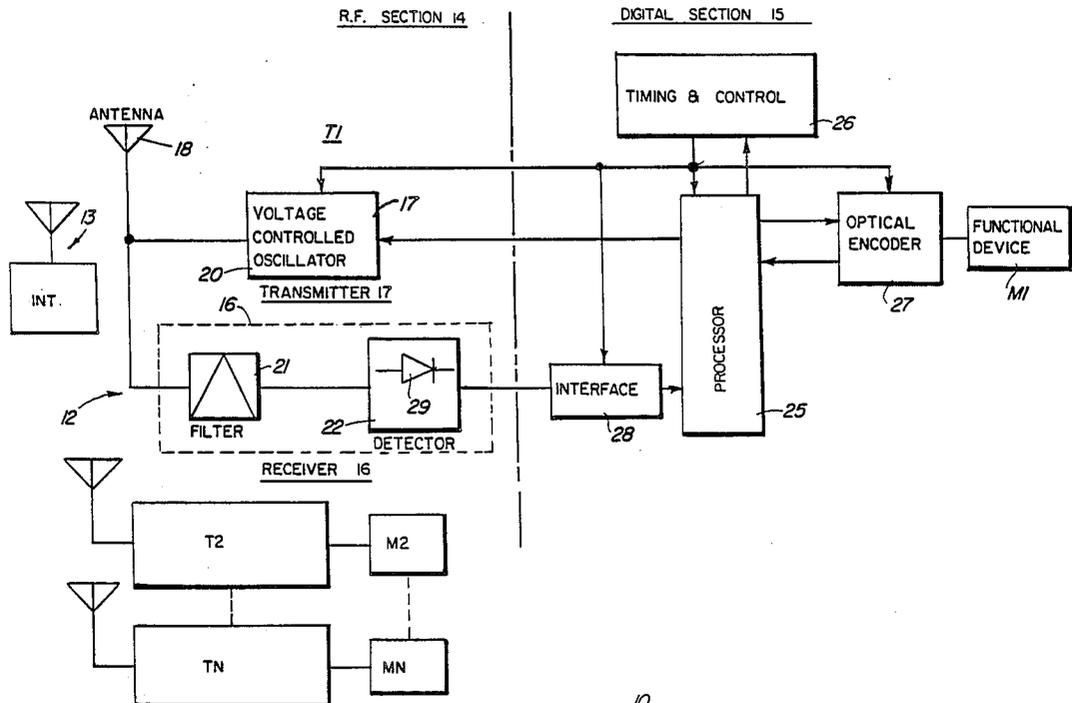 R.F. SECTION 14
DIGITAL SECTION 15
TIMING & CONTROL
26
ANTENNA
18
T1
13
INT.
VOLTAGE
CONTROLLED
OSCILLATOR
17
20
TRANSMITTER 17
OPTICAL
ENCODER
27
FUNCTIONAL
DEVICE
M1
PROCESSOR
25
16
21
FILTER
29
22
DETECTOR
INTERFACE
28
12
RECEIVER 16
T2
M2
TN
MN
10